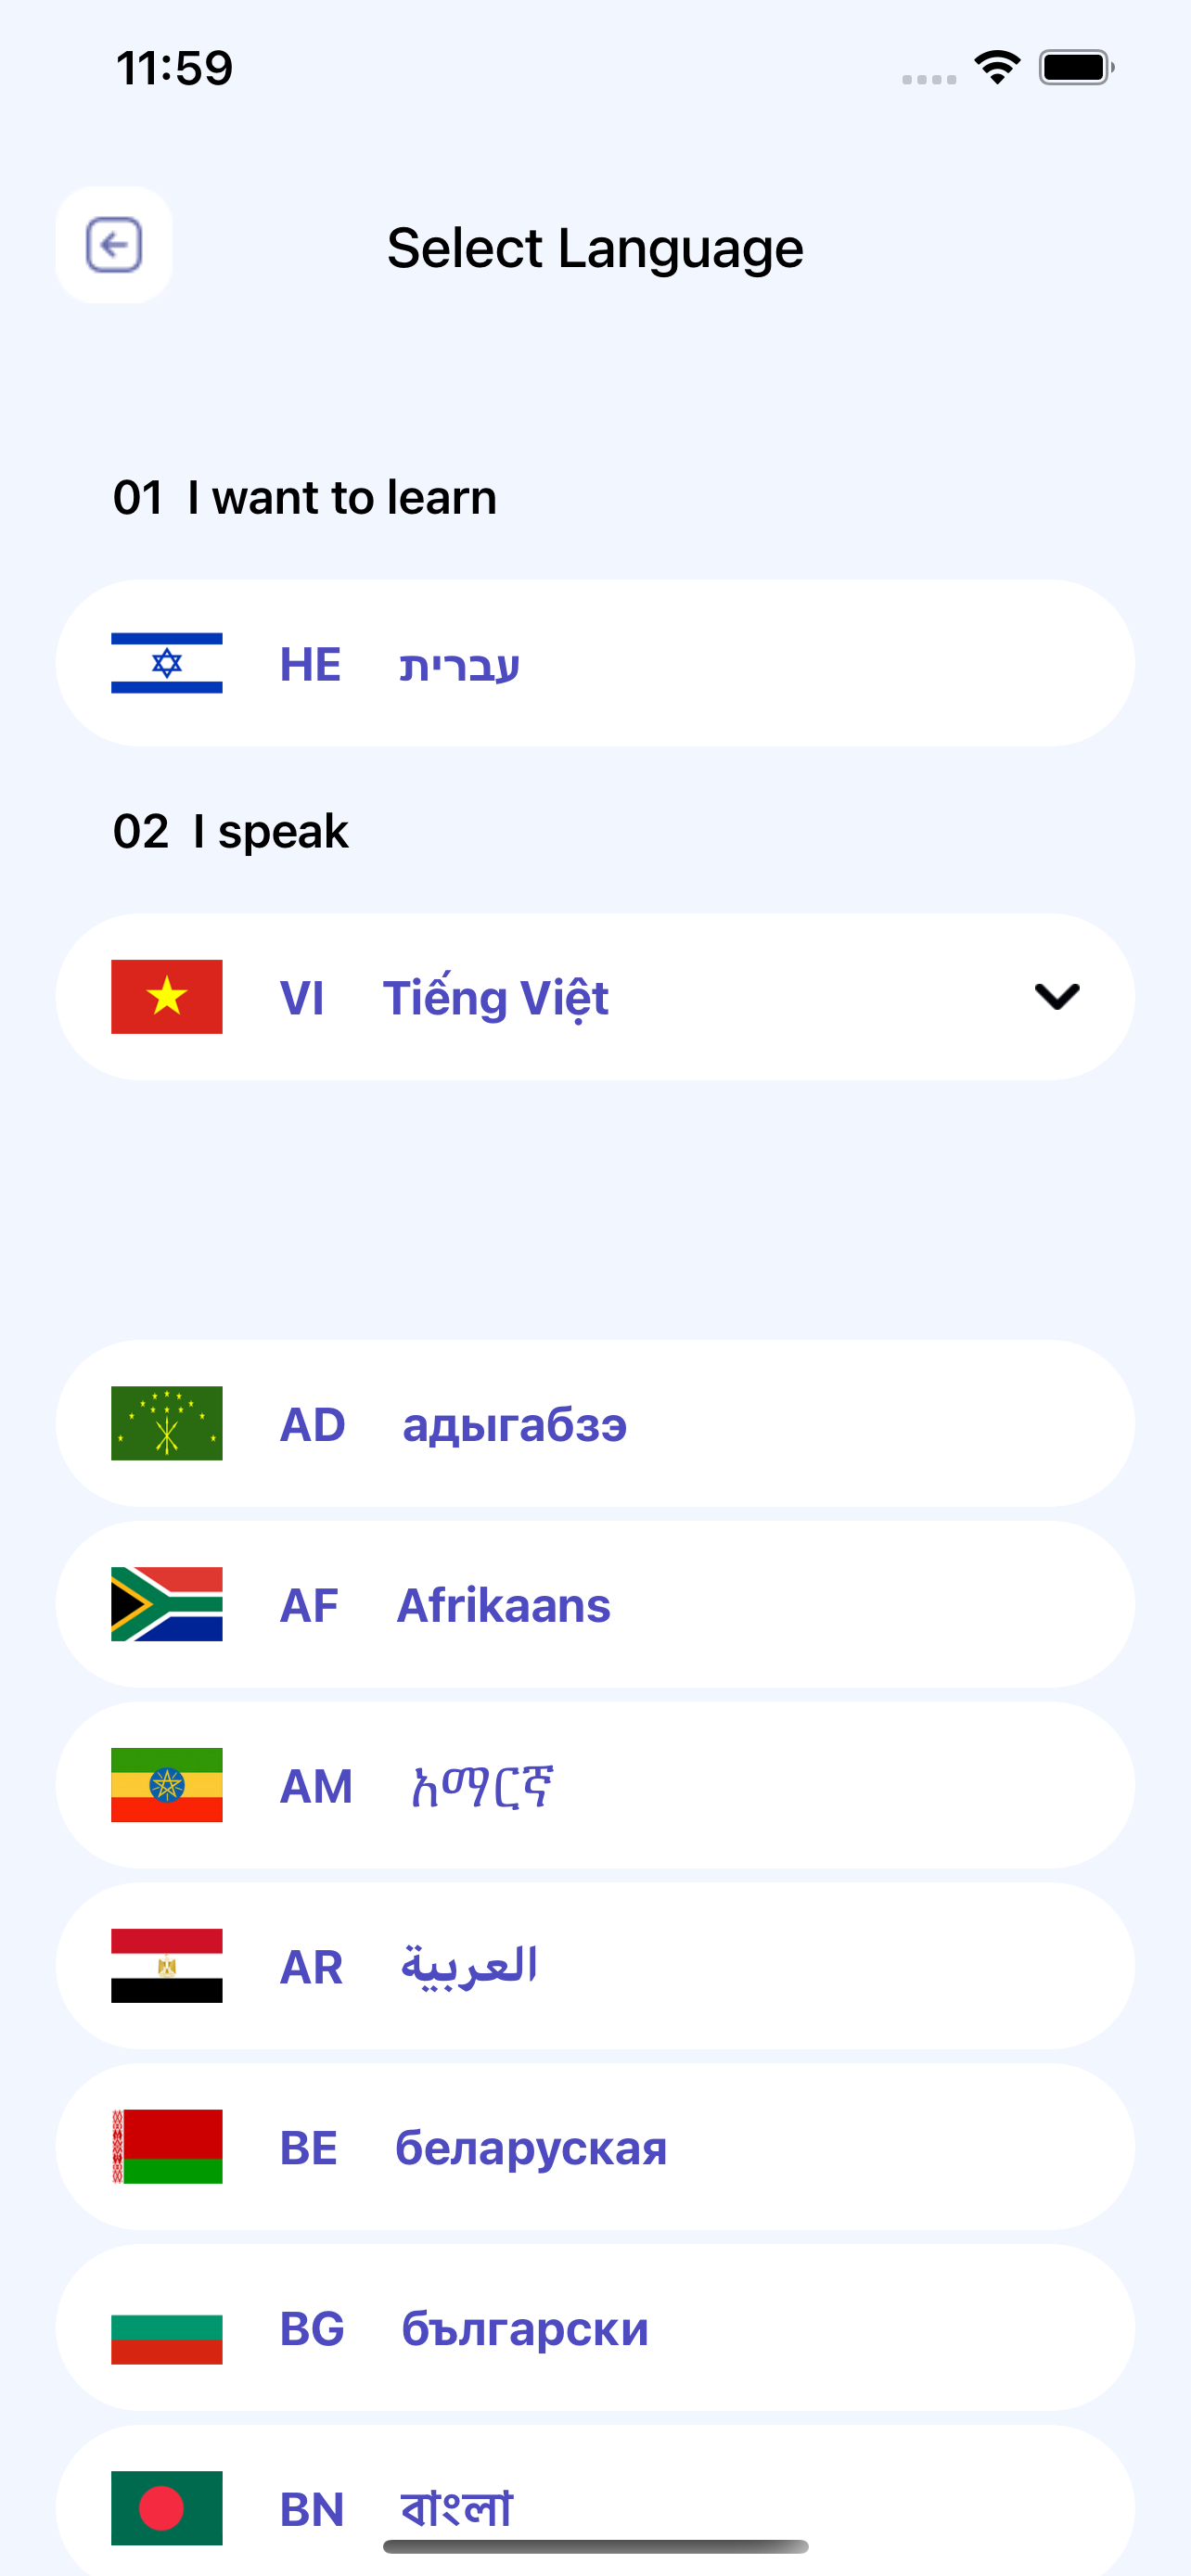 11:59
Select Language
01 I want to learn
HE עברית
02 I speak
VI Tiếng Việt
AD адыгабзэ
AF Afrikaans
AM አማርኛ
AR العربية
BE беларуская
BG български
BN বাংলা